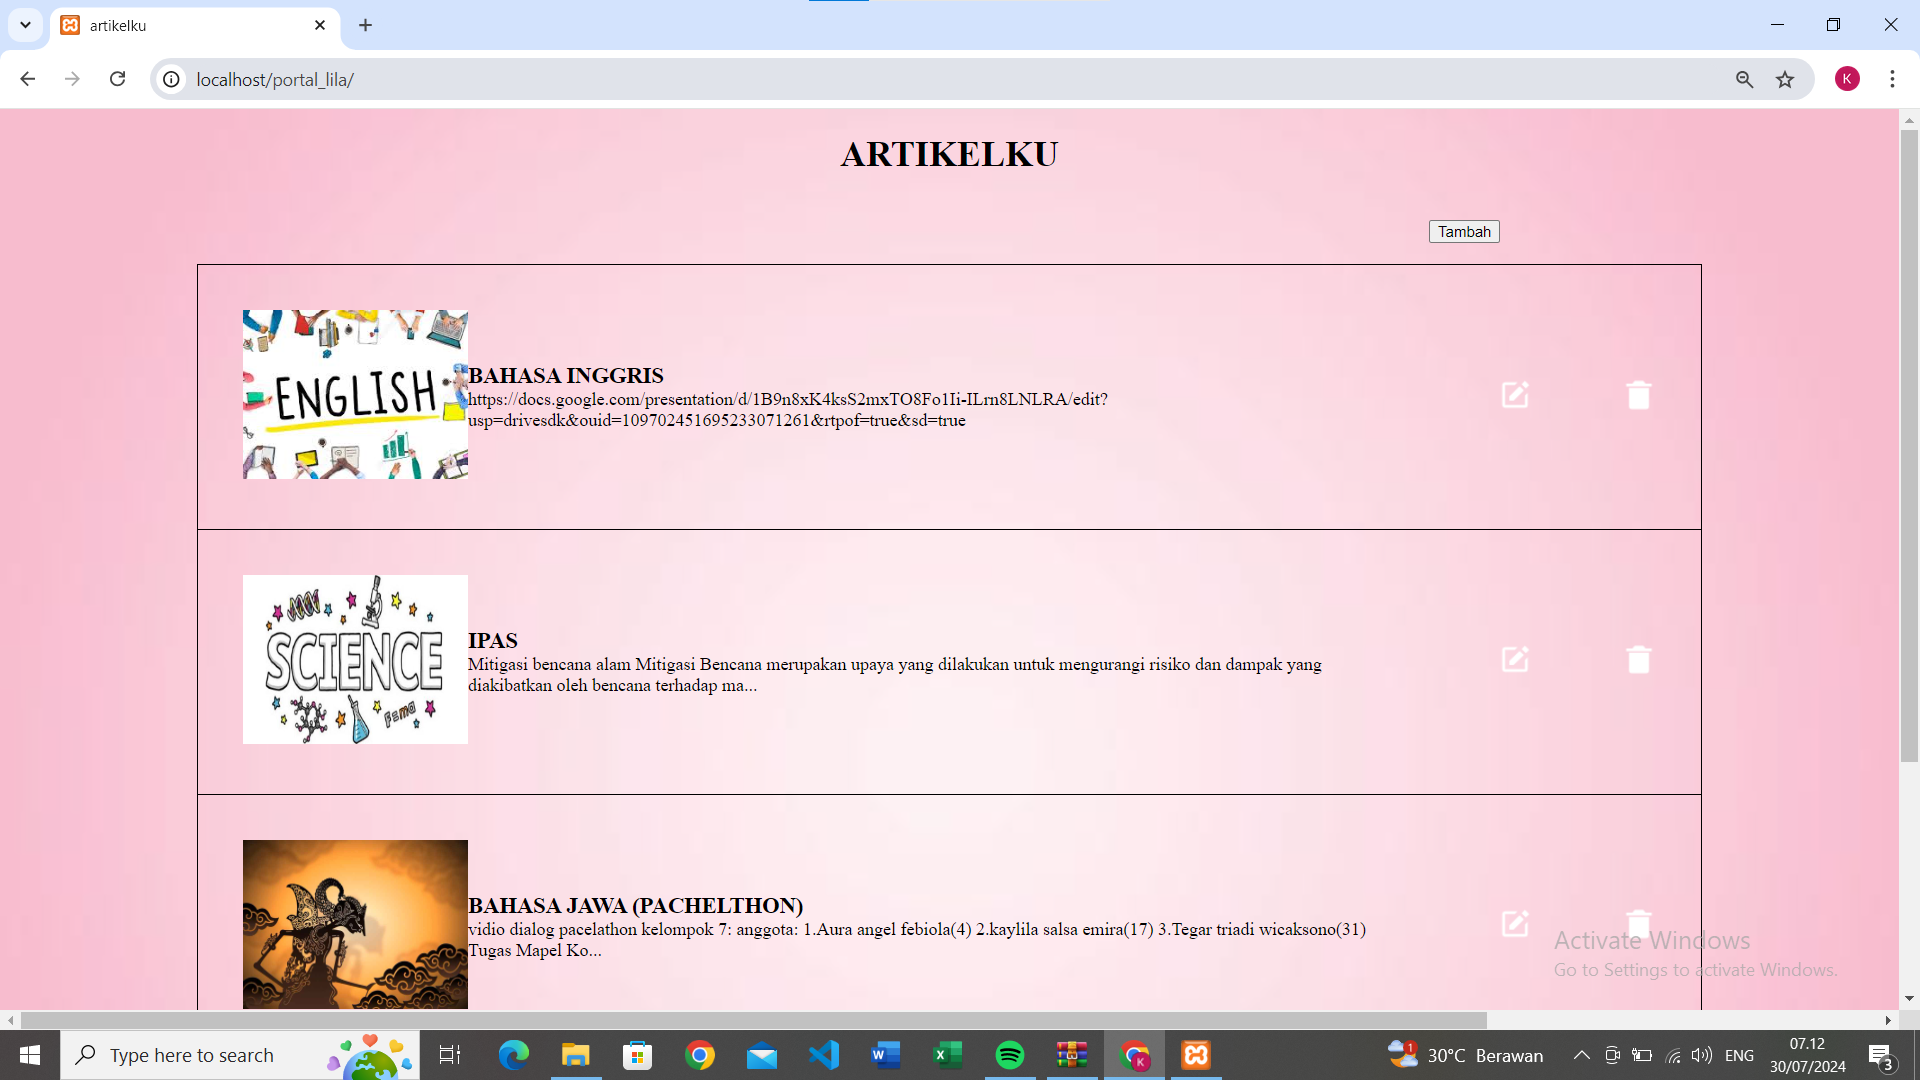 artikelku
localhost/portal_lila/
K
ARTIKELKU
Tambah
ENGLISH
BAHASA INGGRIS
https://docs.google.com/presentation/d/1B9n8xK4ksS2mxTO8Fo1Ii-ILrn8LNLRA/edit?
usp=drivesdk&ouid=109702451695233071261&rtpof=true&sd=true
SCIENCE
IPAS
Mitigasi bencana alam Mitigasi Bencana merupakan upaya yang dilakukan untuk mengurangi risiko dan dampak yang
diakibatkan oleh bencana terhadap ma...
BAHASA JAWA (PACHELTHON)
vidio dialog pacelathon kelompok 7: anggota: 1.Aura angel febiola(4) 2.kaylila salsa emira(17) 3.Tegar triadi wicaksono(31)
Tugas Mapel Ko...
Activate Windows
Go to Settings to activate Windows.
Type here to search
1
30°C Berawan
ENG
07.12
30/07/2024
3